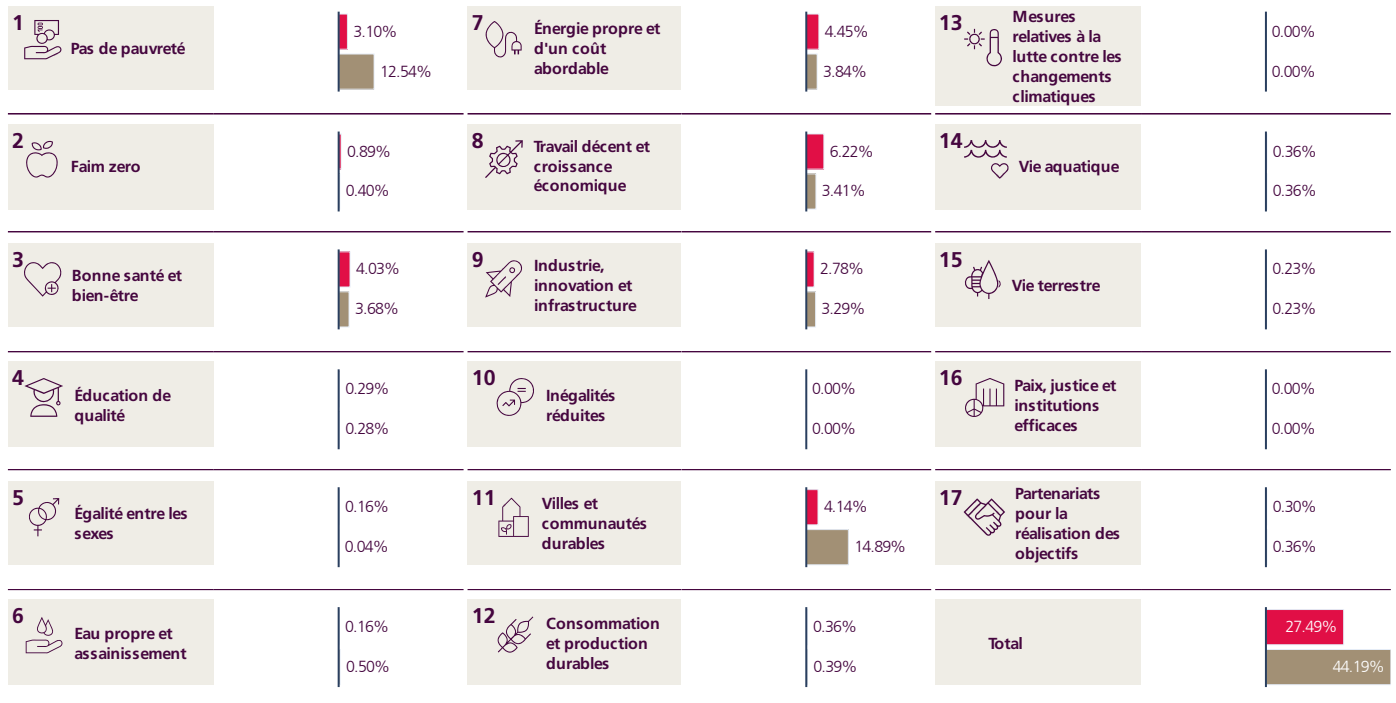 1
Pas de pauvreté
3.10%
12.54%
2
Faim zero
0.89%
0.40%
3
Bonne santé et
bien-être
4.03%
3.68%
4
Éducation de
qualité
0.29%
0.28%
5
Égalité entre les
sexes
0.16%
0.04%
6
Eau propre et
assainissement
0.16%
0.50%
7
Énergie propre et
d'un coût
abordable
4.45%
3.84%
8
Travail décent et
croissance
économique
6.22%
3.41%
9
Industrie,
innovation et
infrastructure
2.78%
3.29%
10
Inégalités
réduites
0.00%
0.00%
11
Villes et
communautés
durables
4.14%
14.89%
12
Consommation
et production
durables
0.36%
0.39%
13
Mesures
relatives à la
lutte contre les
changements
climatiques
0.00%
0.00%
14
Vie aquatique
0.36%
0.36%
15
Vie terrestre
0.23%
0.23%
16
Paix, justice et
institutions
efficaces
0.00%
0.00%
17
Partenariats
pour la
réalisation des
objectifs
0.30%
0.36%
Total
27.49%
44.19%